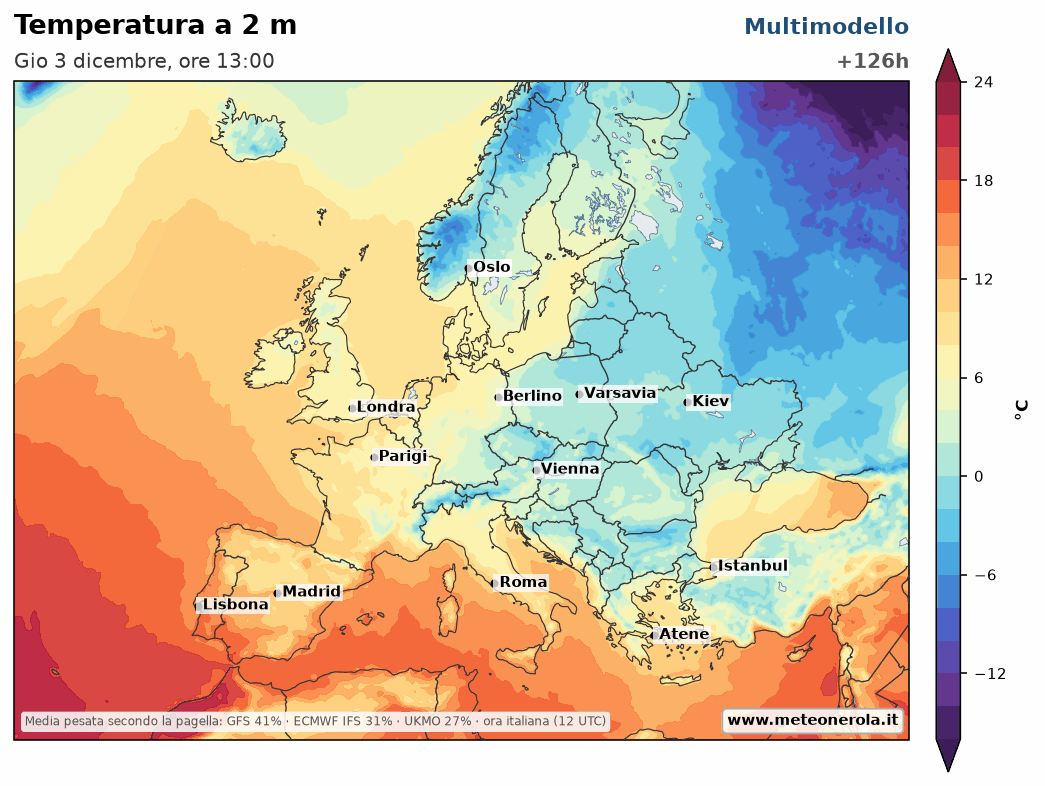 Temperatura a 2 m
Multimodello
Gio 3 dicembre, ore 13:00
+126h
24
18
12
6
0
−6
−12
°C
Oslo
Berlino
Varsavia
Kiev
Londra
Parigi
Vienna
Istanbul
Roma
Madrid
Lisbona
Atene
Media pesata secondo la pagella: GFS 41% · ECMWF IFS 31% · UKMO 27% · ora italiana (12 UTC)
www.meteonerola.it